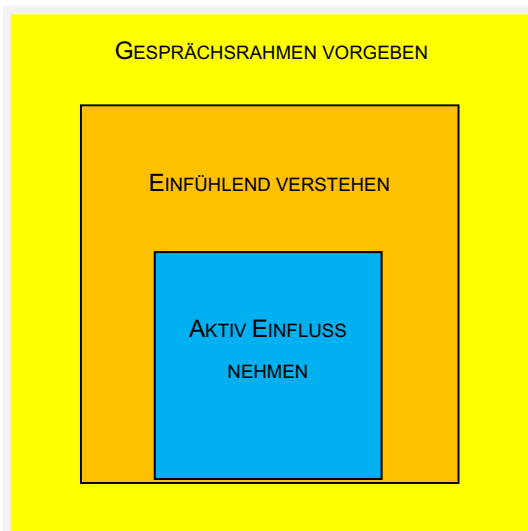 GESPRÄCHSRAHMEN VORGEBEN
EINFÜHLEND VERSTEHEN
AKTIV EINFLUSS
NEHMEN